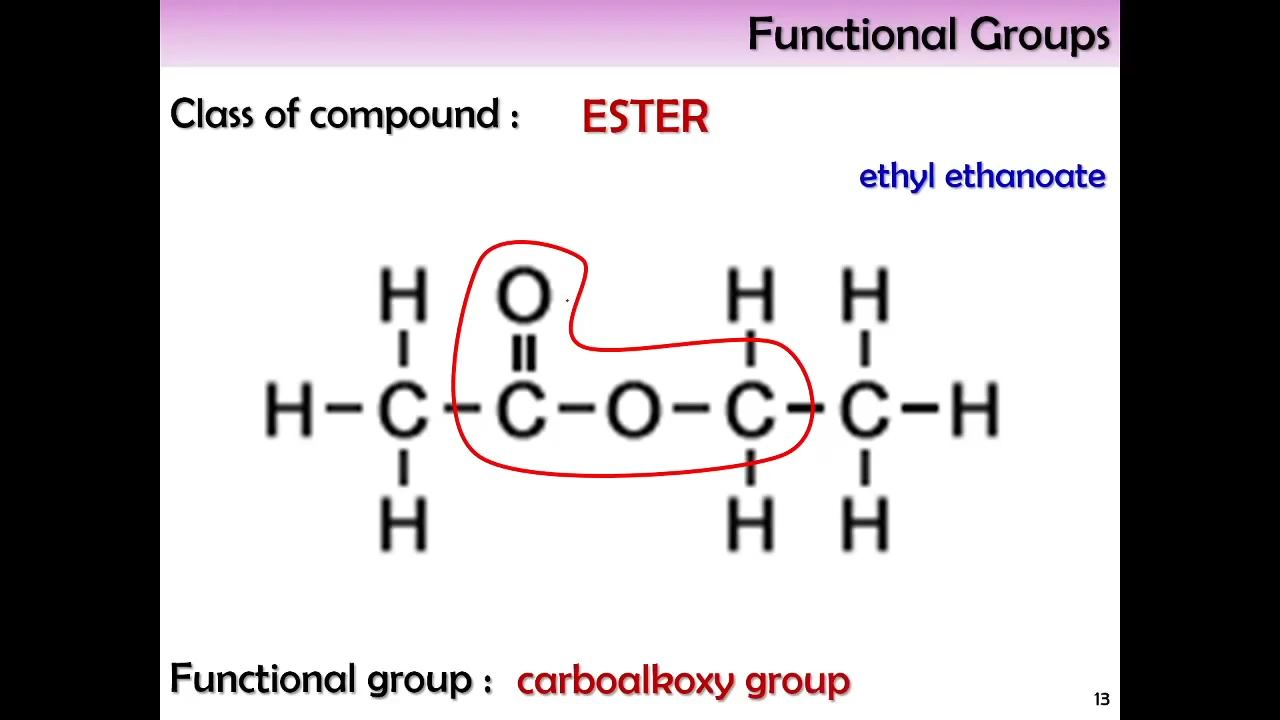 Functional Groups
Class of compound : ESTER
ethyl ethanoate
H O H H
H C C O C C H
H H H
Functional group : carboalkoxy group
13